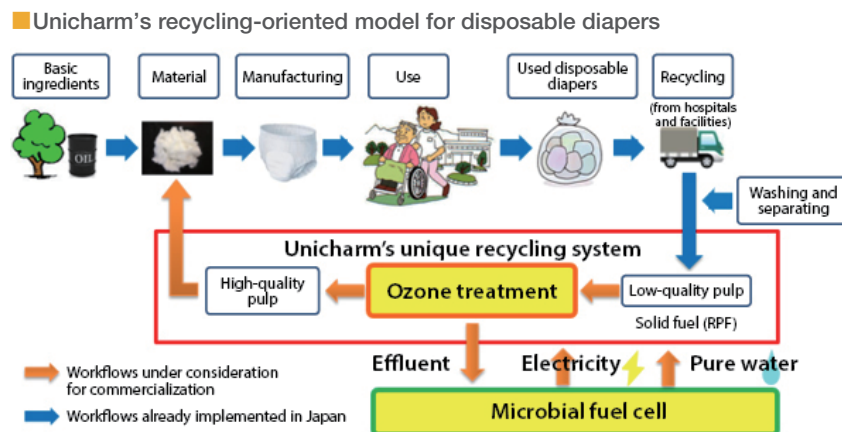 Unicharm's recycling-oriented model for disposable diapers
Basic
ingredients
Material
Manufacturing
Use
Used disposable
diapers
Recycling
(from hospitals
and facilities)
OIL
Washing and
separating
Unicharm's unique recycling system
High-quality
pulp
Ozone treatment
Low-quality pulp
Solid fuel (RPF)
Effluent
Electricity
Pure water
Workflows under consideration
for commercialization
Workflows already implemented in Japan
Microbial fuel cell